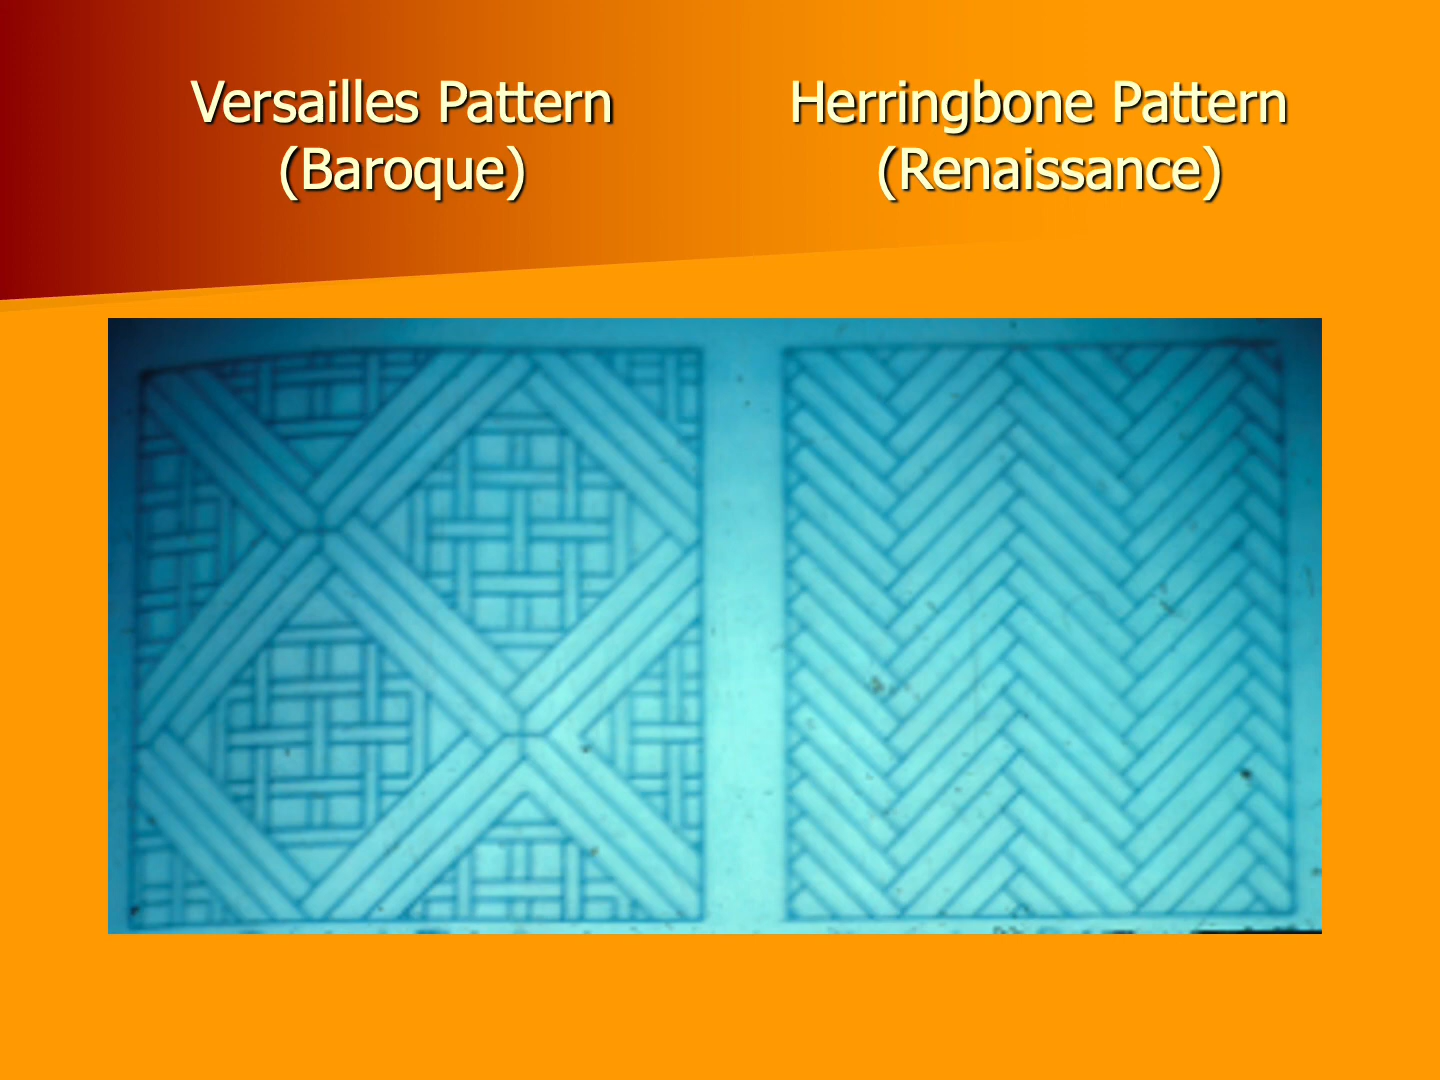 Versailles Pattern
(Baroque)
Herringbone Pattern
(Renaissance)